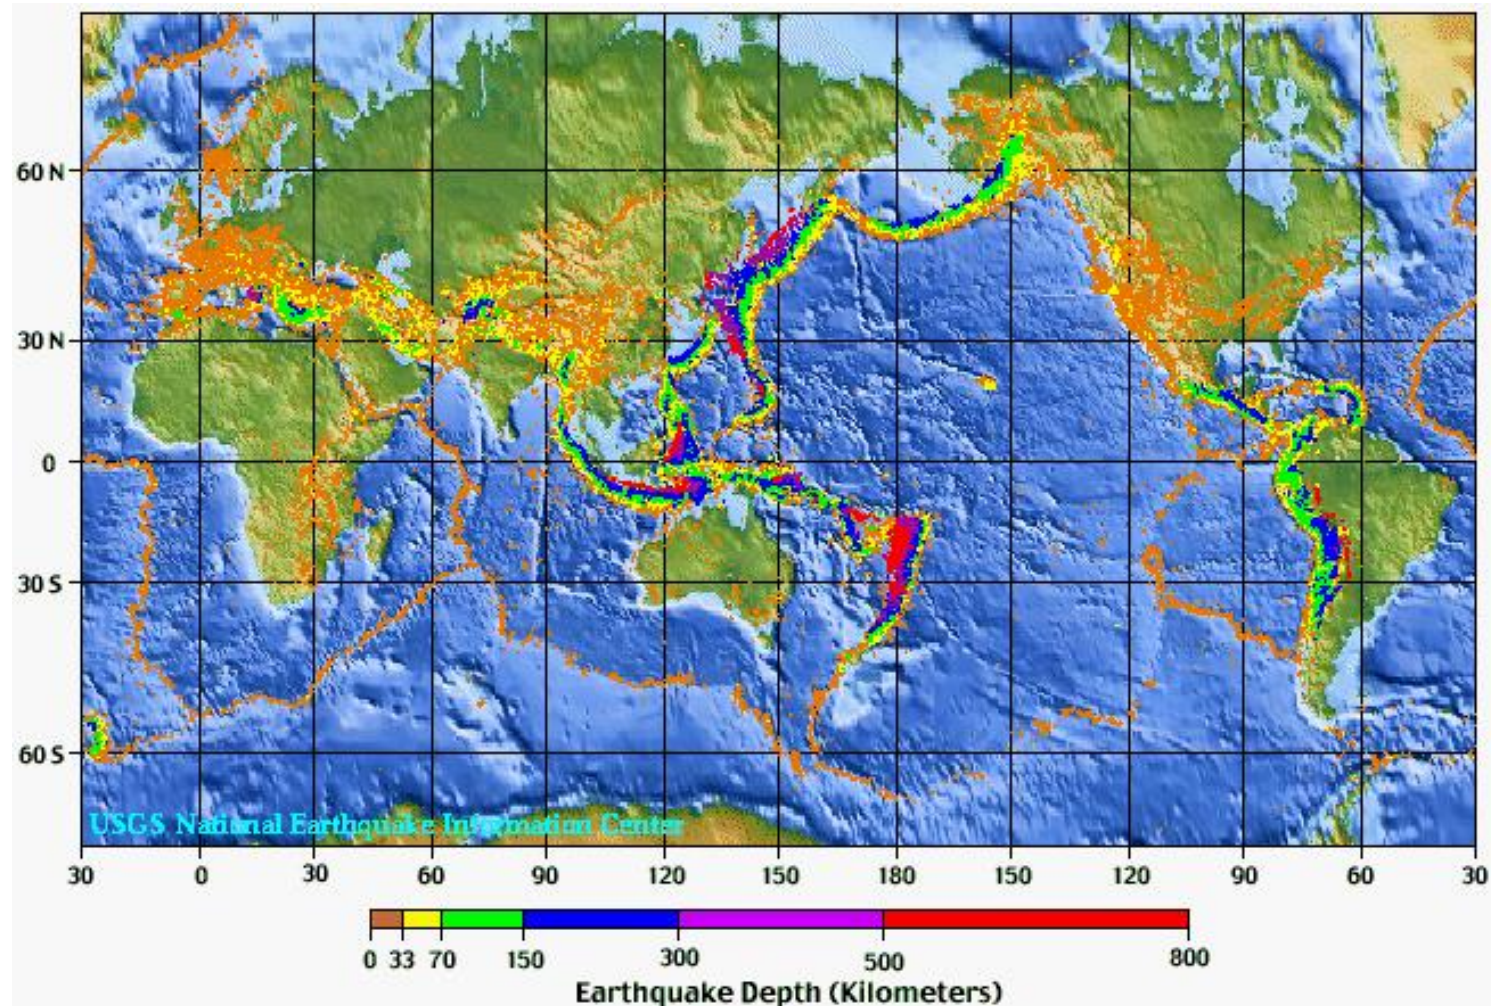 60 N
30 N
0
30 S
60 S
USGS National Earthquake Information Center
30 0 30 60 90 120 150 180 150 120 90 60 30
0 33 70 150 300 500 800
Earthquake Depth (Kilometers)